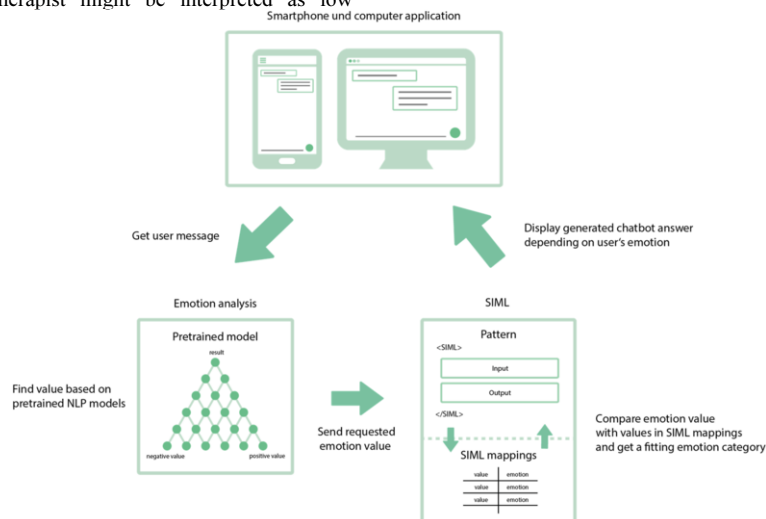 herapist might be interpreted as low
Smartphone und computer application
Get user message
Display generated chatbot answer
depending on user's emotion
Emotion analysis
SIML
Pretrained model
result
negative value
positive value
Find value based on
pretrained NLP models
Send requested
emotion value
Pattern
<SIML>
Input
Output
</SIML>
SIML mappings
value emotion
value emotion
value emotion
Compare emotion value
with values in SIML mappings
and get a fitting emotion category